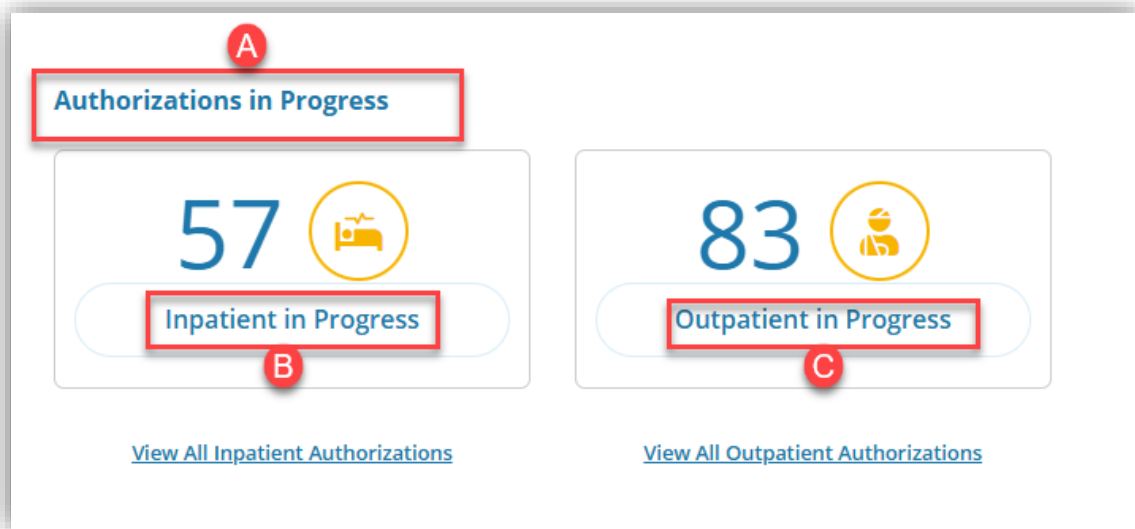 A
Authorizations in Progress
57
83
Inpatient in Progress
Outpatient in Progress
B
C
View All Inpatient Authorizations
View All Outpatient Authorizations